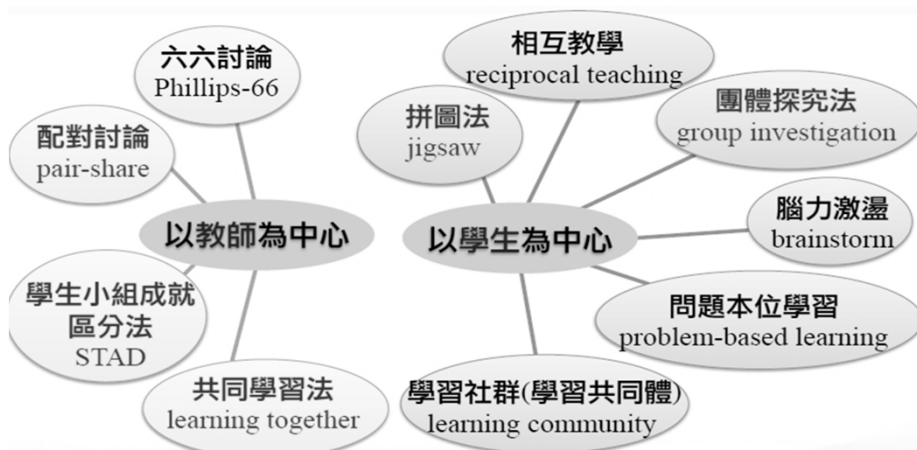 六六討論
Phillips-66
配對討論
pair-share
以教師為中心
學生小組成就
區分法
STAD
共同學習法
learning together
相互教學
reciprocal teaching
拼圖法
jigsaw
團體探究法
group investigation
以學生為中心
腦力激盪
brainstorm
問題本位學習
problem-based learning
學習社群(學習共同體)
learning community